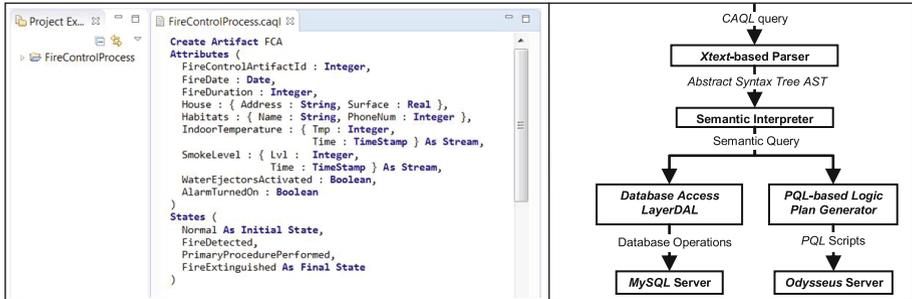 Project Ex...
FireControlProcess
FireControlProcess.caql
Create Artifact FCA
Attributes (
FireControlArtifactId : Integer,
FireDate : Date,
FireDuration : Integer,
House : { Address : String, Surface : Real },
Habitats : { Name : String, PhoneNum : Integer },
IndoorTemperature : { Tmp : Integer,
Time : TimeStamp } As Stream,
SmokeLevel : { Lvl : Integer,
Time : TimeStamp } As Stream,
WaterEjectorsActivated : Boolean,
AlarmTurnedOn : Boolean
)
States (
Normal As Initial State,
FireDetected,
PrimaryProcedurePerformed,
FireExtinguished As Final State
)
CAQL query
Xtext-based Parser
Abstract Syntax Tree AST
Semantic Interpreter
Semantic Query
Database Access
LayerDAL
PQL-based Logic
Plan Generator
Database Operations
PQL Scripts
MySQL Server
Odysseus Server